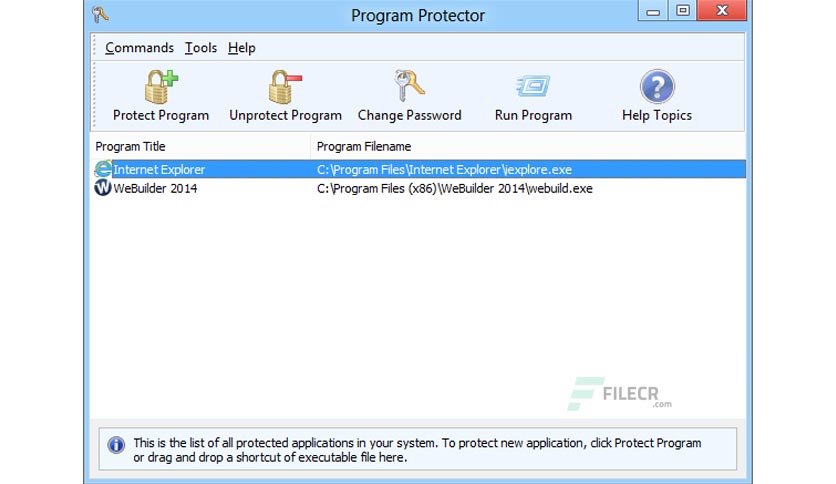 Program Protector
Commands Tools Help
Protect Program Unprotect Program Change Password Run Program Help Topics
Program Title Program Filename
Internet Explorer C:\Program Files\Internet Explorer\iexplore.exe
WeBuilder 2014 C:\Program Files (x86)\WeBuilder 2014\webuild.exe
FILECR
.com
This is the list of all protected applications in your system. To protect new application, click Protect Program
or drag and drop a shortcut of executable file here.